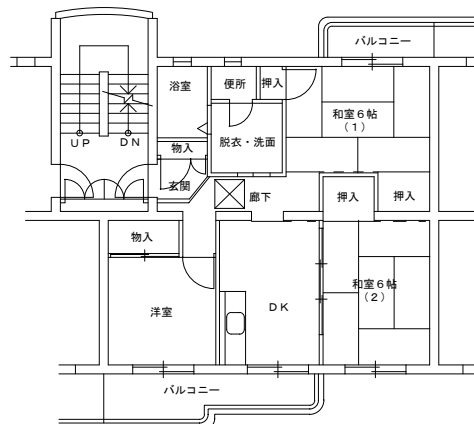 バルコニー
浴室
便所
押入
和室６帖
（１）
UP
DN
脱衣・洗面
物入
玄関
廊下
押入
押入
物入
洋室
DK
和室６帖
（２）
バルコニー